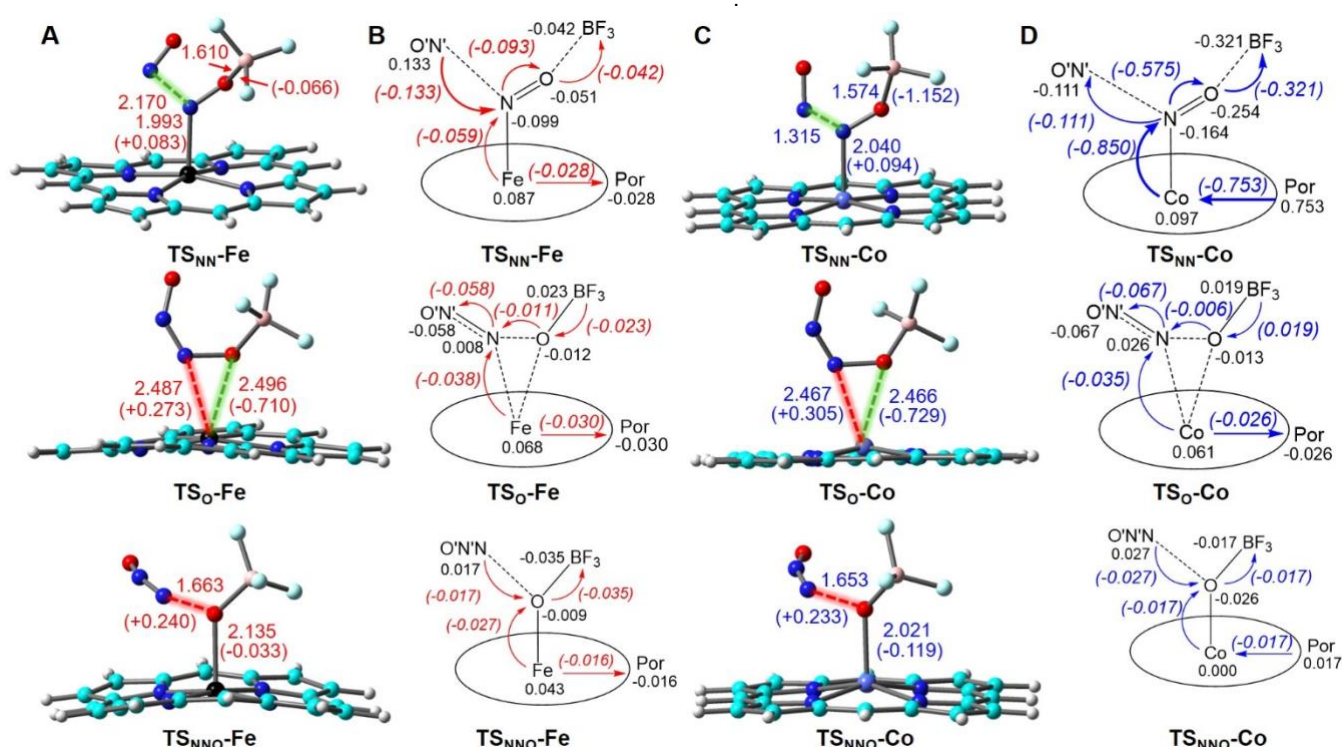 A
1.610
(-0.066)
2.170
1.993
(+0.083)
TSNN-Fe
B
-0.042 BF3
O'N'
0.133
(-0.093)
(-0.042)
O
-0.051
(-0.133)
N
-0.099
(-0.059)
(-0.028)
Fe
0.087
Por
-0.028
TSNN-Fe
C
1.574
(-1.152)
1.315
2.040
(+0.094)
TSNN-Co
D
-0.321 BF3
O'N'
-0.111
(-0.575)
(-0.321)
O
-0.254
(-0.111)
N
-0.164
(-0.850)
(-0.753)
Co
0.097
Por
0.753
TSNN-Co
2.487
(+0.273)
2.496
(-0.710)
TSO-Fe
(-0.058)
0.023 BF3
O'N'
-0.058
(-0.011)
(-0.023)
N
0.008
O
-0.012
(-0.038)
(-0.030)
Fe
0.068
Por
-0.030
TSO-Fe
2.467
(+0.305)
2.466
(-0.729)
TSO-Co
(-0.067)
0.019 BF3
O'N'
-0.067
(-0.006)
(0.019)
N
0.026
O
-0.013
(-0.035)
(-0.026)
Co
0.061
Por
-0.026
TSO-Co
1.663
(+0.240)
2.135
(-0.033)
TSNNO-Fe
O'N'N
0.017
-0.035 BF3
(-0.017)
(-0.035)
O
-0.009
(-0.027)
(-0.016)
Fe
0.043
Por
-0.016
TSNNO-Fe
1.653
(+0.233)
2.021
(-0.119)
TSNNO-Co
O'N'N
0.027
-0.017 BF3
(-0.027)
(-0.017)
O
-0.026
(-0.017)
(-0.017)
Co
0.000
Por
0.017
TSNNO-Co